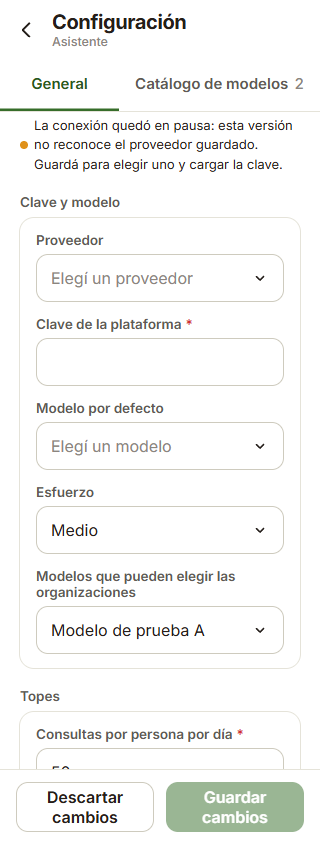 Configuración
Asistente
General
Catálogo de modelos 2
La conexión quedó en pausa: esta versión
no reconoce el proveedor guardado.
Guardá para elegir uno y cargar la clave.
Clave y modelo
Proveedor
Elegí un proveedor
Clave de la plataforma *
Modelo por defecto
Elegí un modelo
Esfuerzo
Medio
Modelos que pueden elegir las
organizaciones
Modelo de prueba A
Topes
Consultas por persona por día *
Descartar
cambios
Guardar
cambios